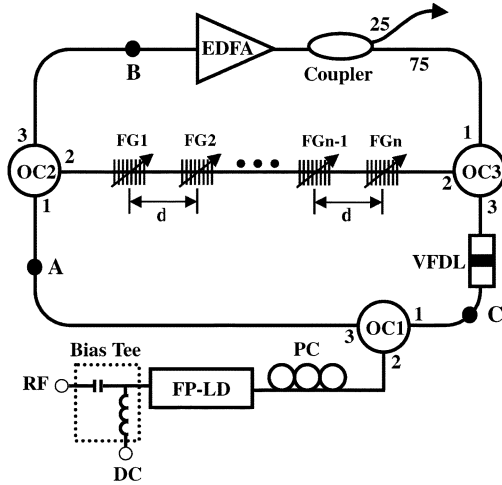 25
EDFA
B
Coupler
75
3
FG1
FG2
FGn-1
FGn
1
OC2
2
2
OC3
1
d
d
3
A
VFDL
C
1
3
OC1
2
Bias Tee
PC
RF
FP-LD
DC